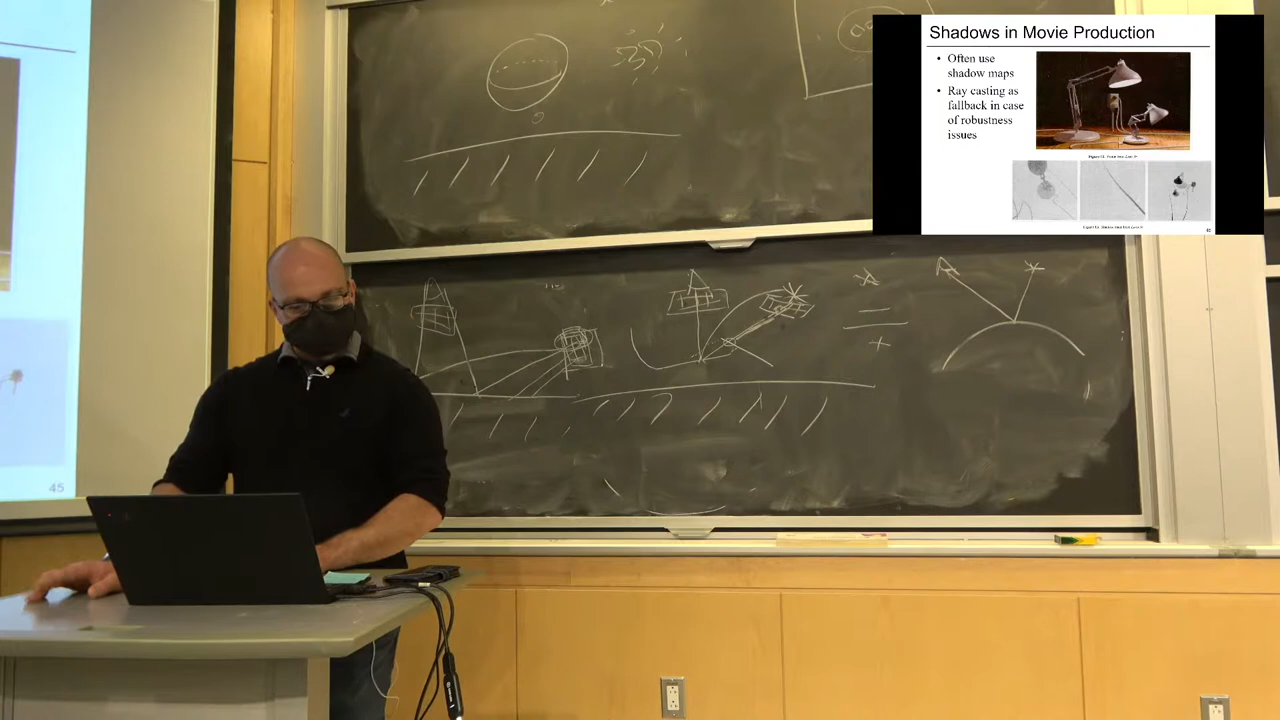 Shadows in Movie Production
• Often use
shadow maps
• Ray casting as
fallback in case
of robustness
issues
45